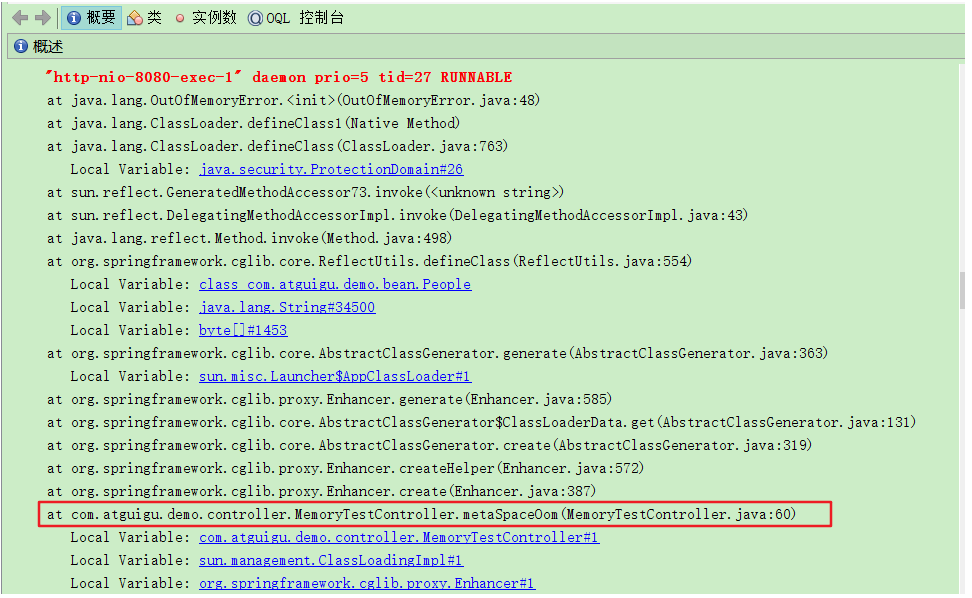 概要 类 实例数 OQL 控制台
概述
"http-nio-8080-exec-1" daemon prio=5 tid=27 RUNNABLE
at java.lang.OutOfMemoryError.<init>(OutOfMemoryError.java:48)
at java.lang.ClassLoader.defineClass1(Native Method)
at java.lang.ClassLoader.defineClass(ClassLoader.java:763)
Local Variable: java.security.ProtectionDomain#26
at sun.reflect.GeneratedMethodAccessor73.invoke(<unknown string>)
at sun.reflect.DelegatingMethodAccessorImpl.invoke(DelegatingMethodAccessorImpl.java:43)
at java.lang.reflect.Method.invoke(Method.java:498)
at org.springframework.cglib.core.ReflectUtils.defineClass(ReflectUtils.java:554)
Local Variable: class com.atguigu.demo.bean.People
Local Variable: java.lang.String#34500
Local Variable: byte[]#1453
at org.springframework.cglib.core.AbstractClassGenerator.generate(AbstractClassGenerator.java:363)
Local Variable: sun.misc.Launcher$AppClassLoader#1
at org.springframework.cglib.proxy.Enhancer.generate(Enhancer.java:585)
at org.springframework.cglib.core.AbstractClassGenerator$ClassLoaderData.get(AbstractClassGenerator.java:131)
at org.springframework.cglib.core.AbstractClassGenerator.create(AbstractClassGenerator.java:319)
at org.springframework.cglib.proxy.Enhancer.createHelper(Enhancer.java:572)
at org.springframework.cglib.proxy.Enhancer.create(Enhancer.java:387)
at com.atguigu.demo.controller.MemoryTestController.metaSpaceOom(MemoryTestController.java:60)
Local Variable: com.atguigu.demo.controller.MemoryTestController#1
Local Variable: sun.management.ClassLoadingImpl#1
Local Variable: org.springframework.cglib.proxy.Enhancer#1